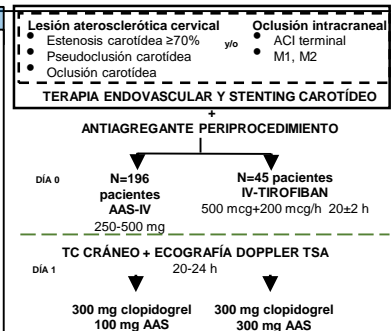 Lesión aterosclerótica cervical
• Estenosis carotídea ≥70%
• Pseudoclusión carotídea
• Oclusión carotídea
y/o
Oclusión intracraneal
• ACI terminal
• M1, M2
TERAPIA ENDOVASCULAR Y STENTING CAROTÍDEO
+
ANTIAGREGANTE PERIPROCEDIMIENTO
DÍA 0
N=196
pacientes
AAS-IV
250-500 mg
N=45 pacientes
IV-TIROFIBAN
500 mcg+200 mcg/h 20±2 h
TC CRÁNEO + ECOGRAFÍA DOPPLER TSA
DÍA 1
20-24 h
300 mg clopidogrel
100 mg AAS
300 mg clopidogrel
300 mg AAS